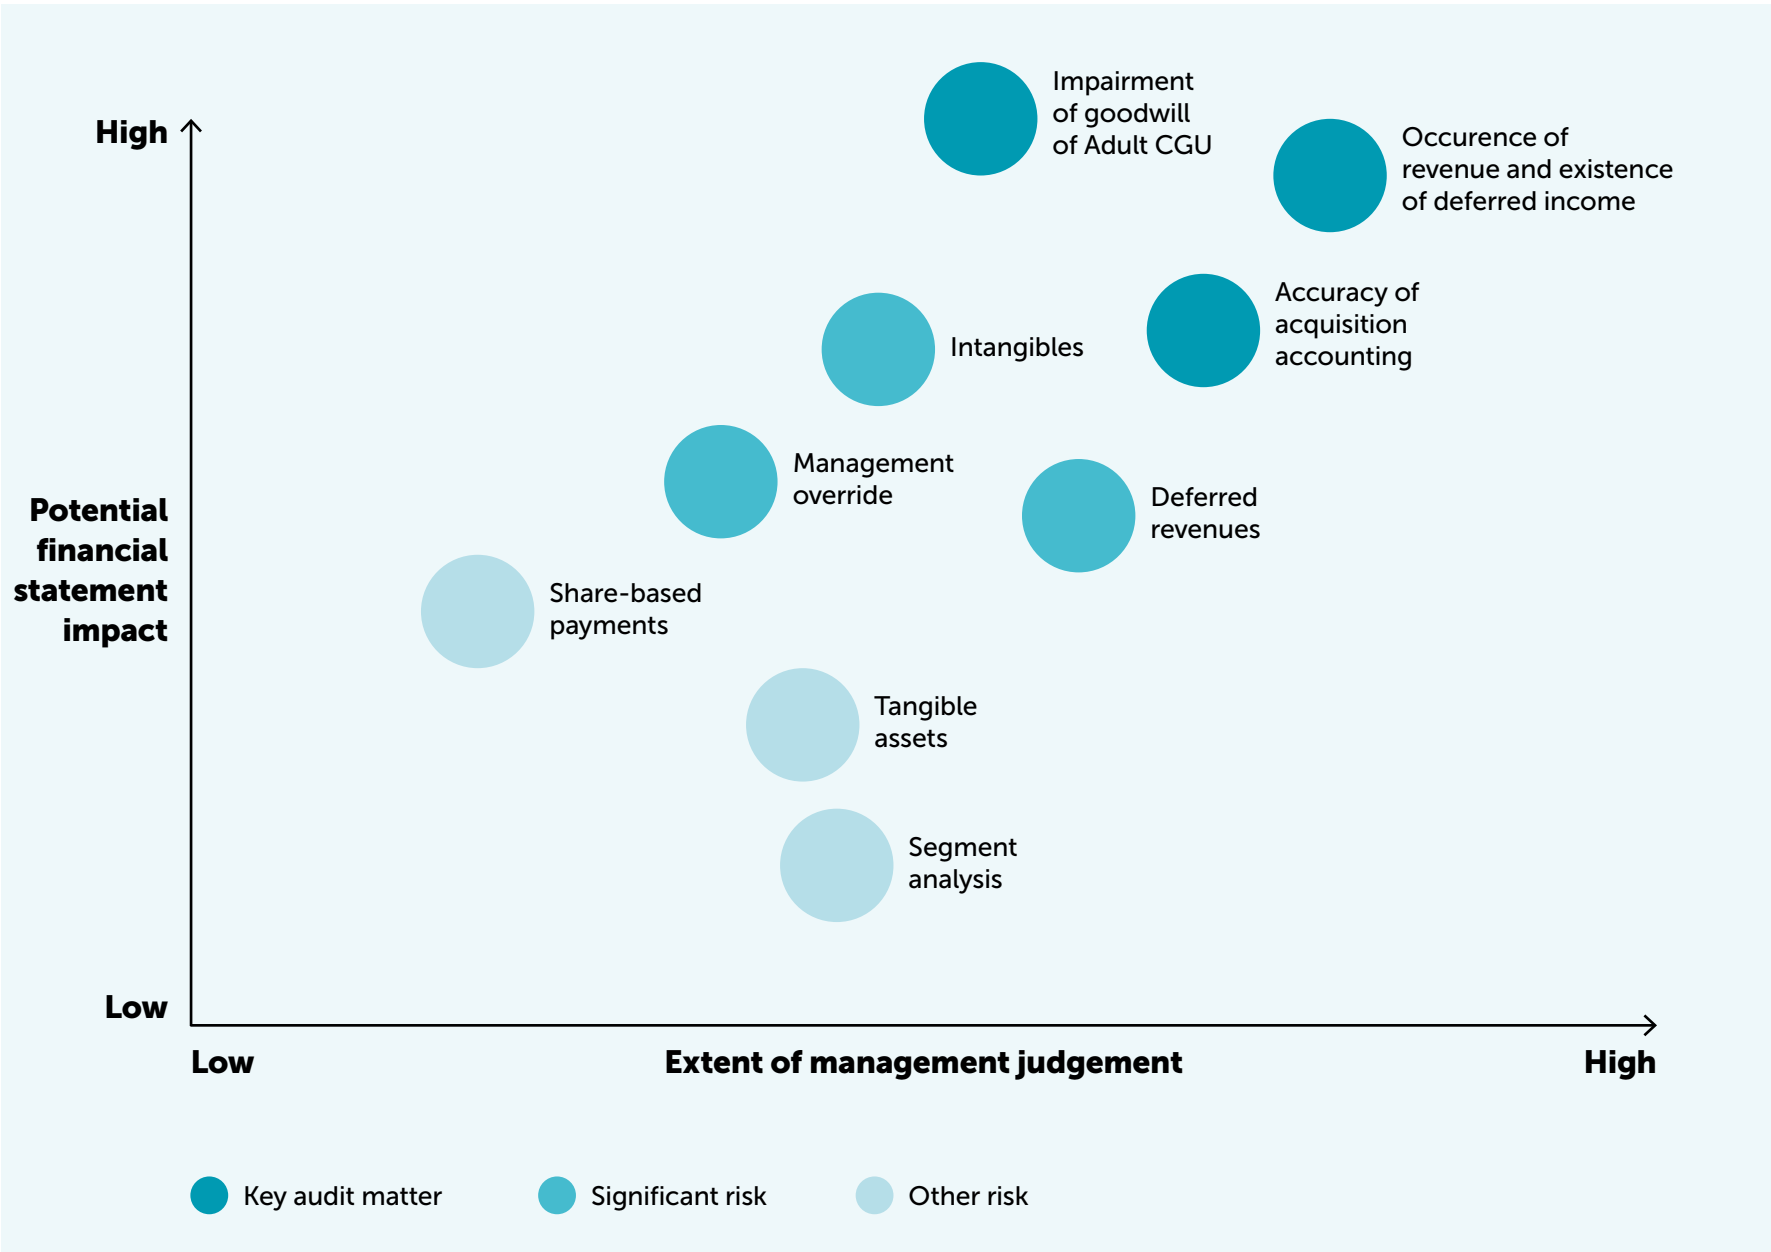 Impairment
of goodwill
of Adult CGU
High
Occurence of
revenue and existence
of deferred income
Accuracy of
acquisition
accounting
Intangibles
Management
override
Deferred
revenues
Potential
financial
statement
impact
Share-based
payments
Tangible
assets
Segment
analysis
Low
Low
Extent of management judgement
High
Key audit matter
Significant risk
Other risk